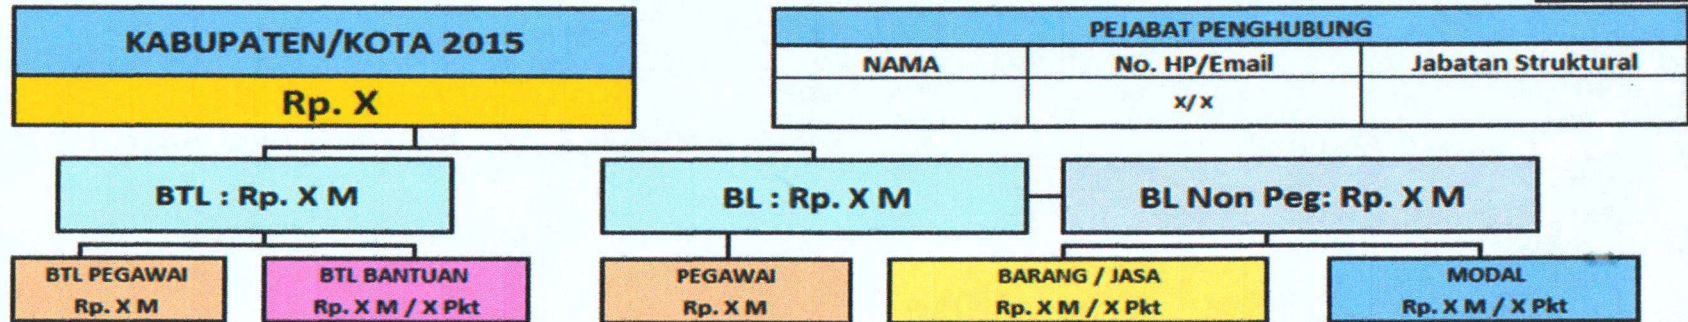 KABUPATEN/KOTA 2015
Rp. X
PEJABAT PENGHUBUNG
NAMA No. HP/Email Jabatan Struktural
x/x
BTL : Rp. X M
BL : Rp. X M
BL Non Peg: Rp. X M
BTL PEGAWAI
Rp. X M
BTL BANTUAN
Rp. X M / X Pkt
PEGAWAI
Rp. X M
BARANG / JASA
Rp. X M / X Pkt
MODAL
Rp. X M / X Pkt